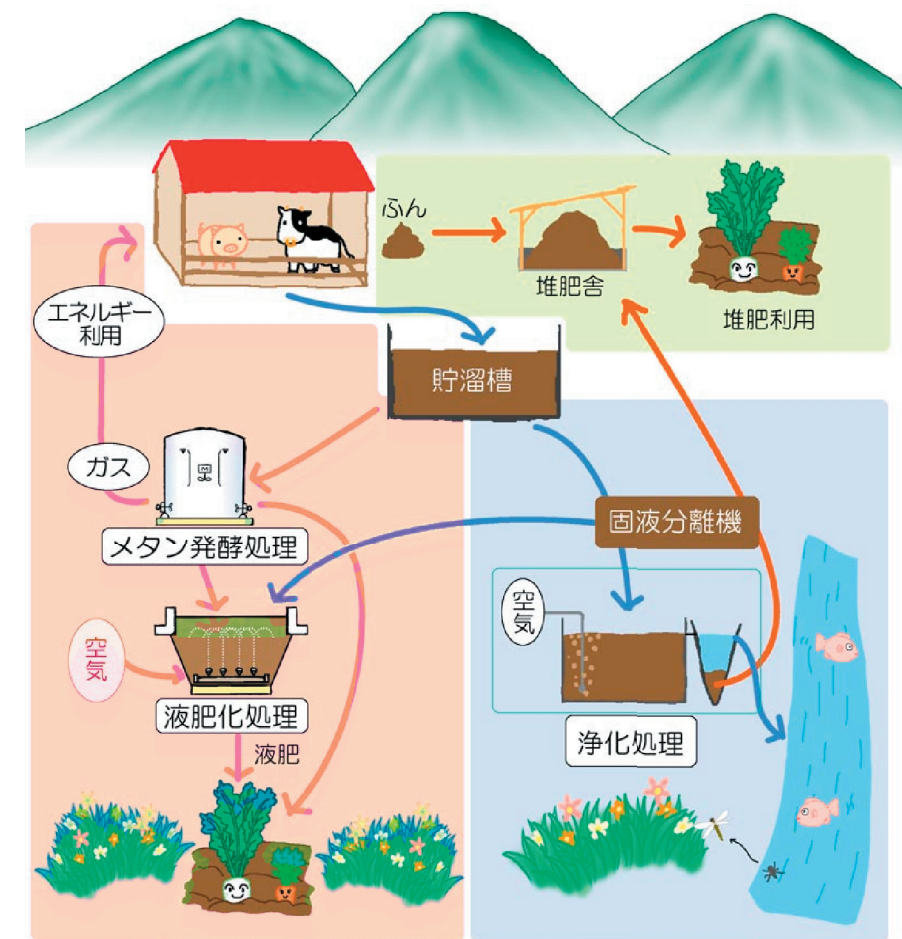 ふん
堆肥舎
堆肥利用
エネルギー
利用
貯溜槽
ガス
メタン発酵処理
固液分離機
空
気
空
気
液肥化処理
液肥
浄化処理